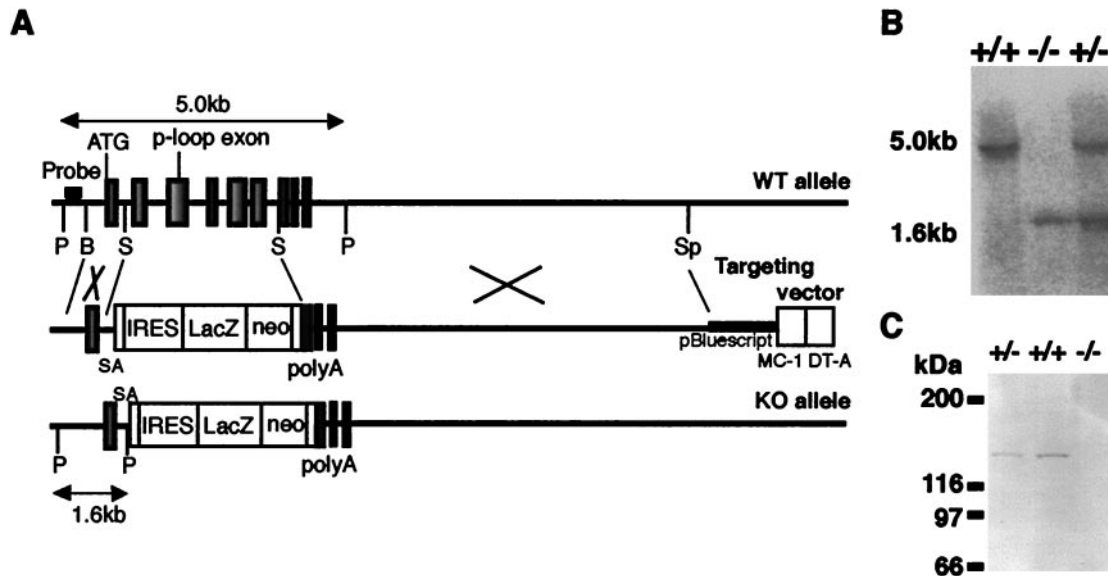 A
5.0kb
ATG
p-loop exon
Probe
WT allele
P B S S P Sp
Targeting
vector
IRES LacZ neo
SA
polyA
pBluescript
MC-1 DT-A
SA
KO allele
IRES LacZ neo
P P
polyA
1.6kb
B
+/+ -/- +/-
5.0kb
1.6kb
C
kDa
+/- +/+ -/-
200
116
97
66